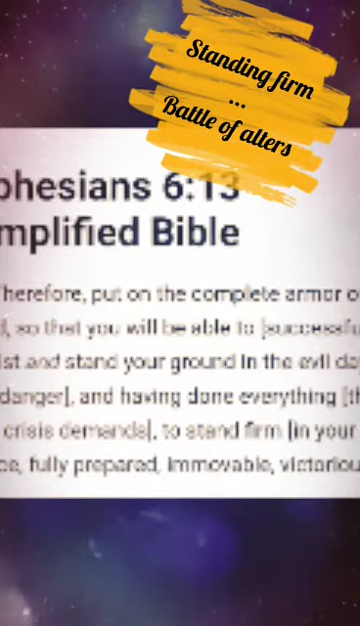 Standing firm
...
Battle of alters
phesians 6:13
mplified Bible
herefore, put on the complete armor o
, so that you will be able to [successfu
ist and stand your ground in the evil da
danger], and having done everything [th
crisis demands], to stand firm [in your
ce, fully prepared, immovable, victoriou